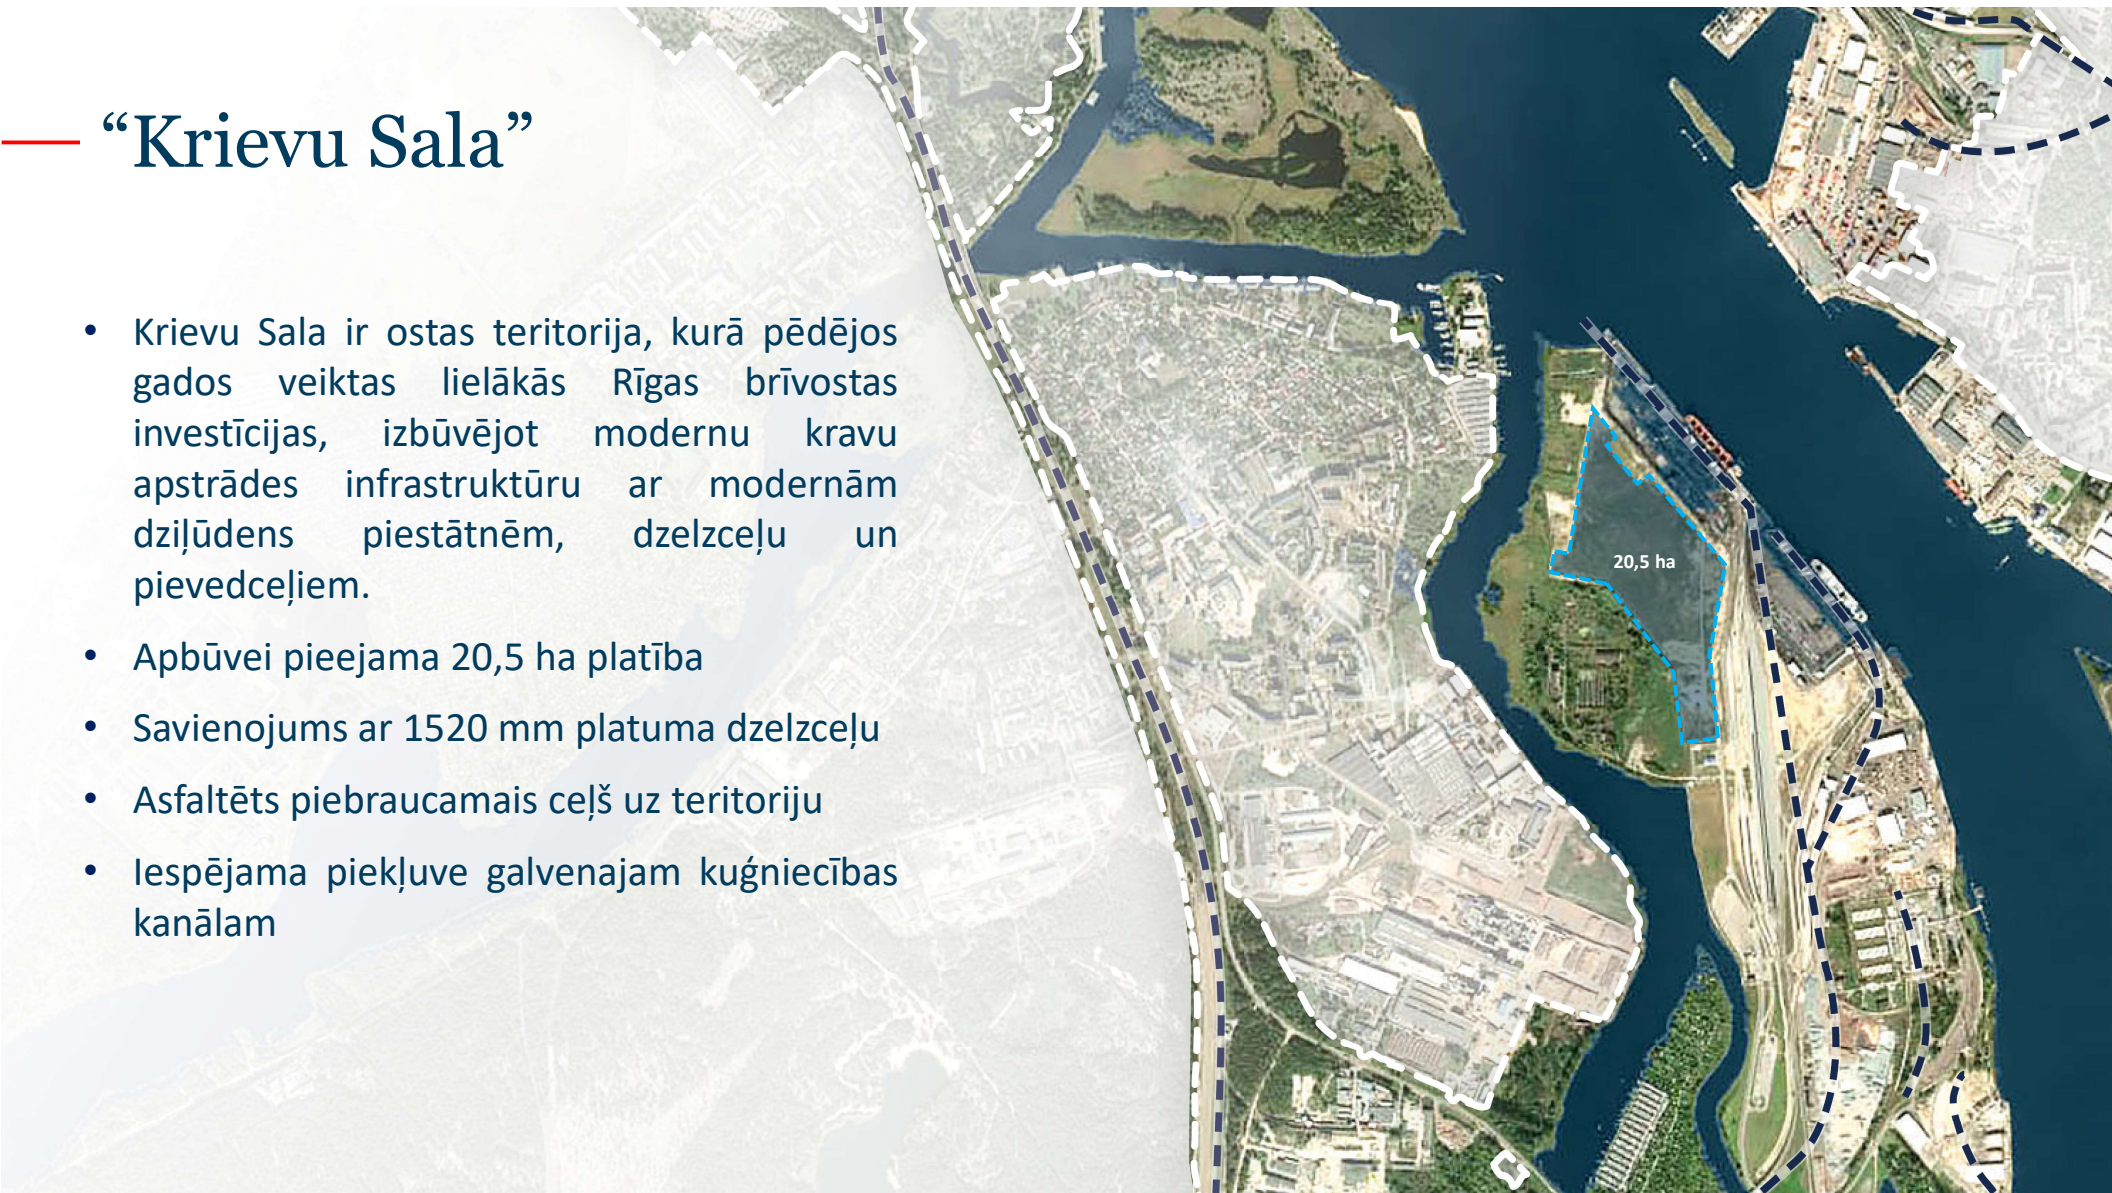 “Krievu Sala”
• Krievu Sala ir ostas teritorija, kurā pēdējos
gados veiktas lielākās Rīgas brīvostas
investīcijas, izbūvējot modernu kravu
apstrādes infrastruktūru ar modernām
dziļūdens piestātnēm, dzelzceļu un
pievedceļiem.
• Apbūvei pieejama 20,5 ha platība
• Savienojums ar 1520 mm platuma dzelzceļu
• Asfaltēts piebraucamais ceļš uz teritoriju
• Iespējama piekļuve galvenajam kuģniecības
kanālam
20,5 ha